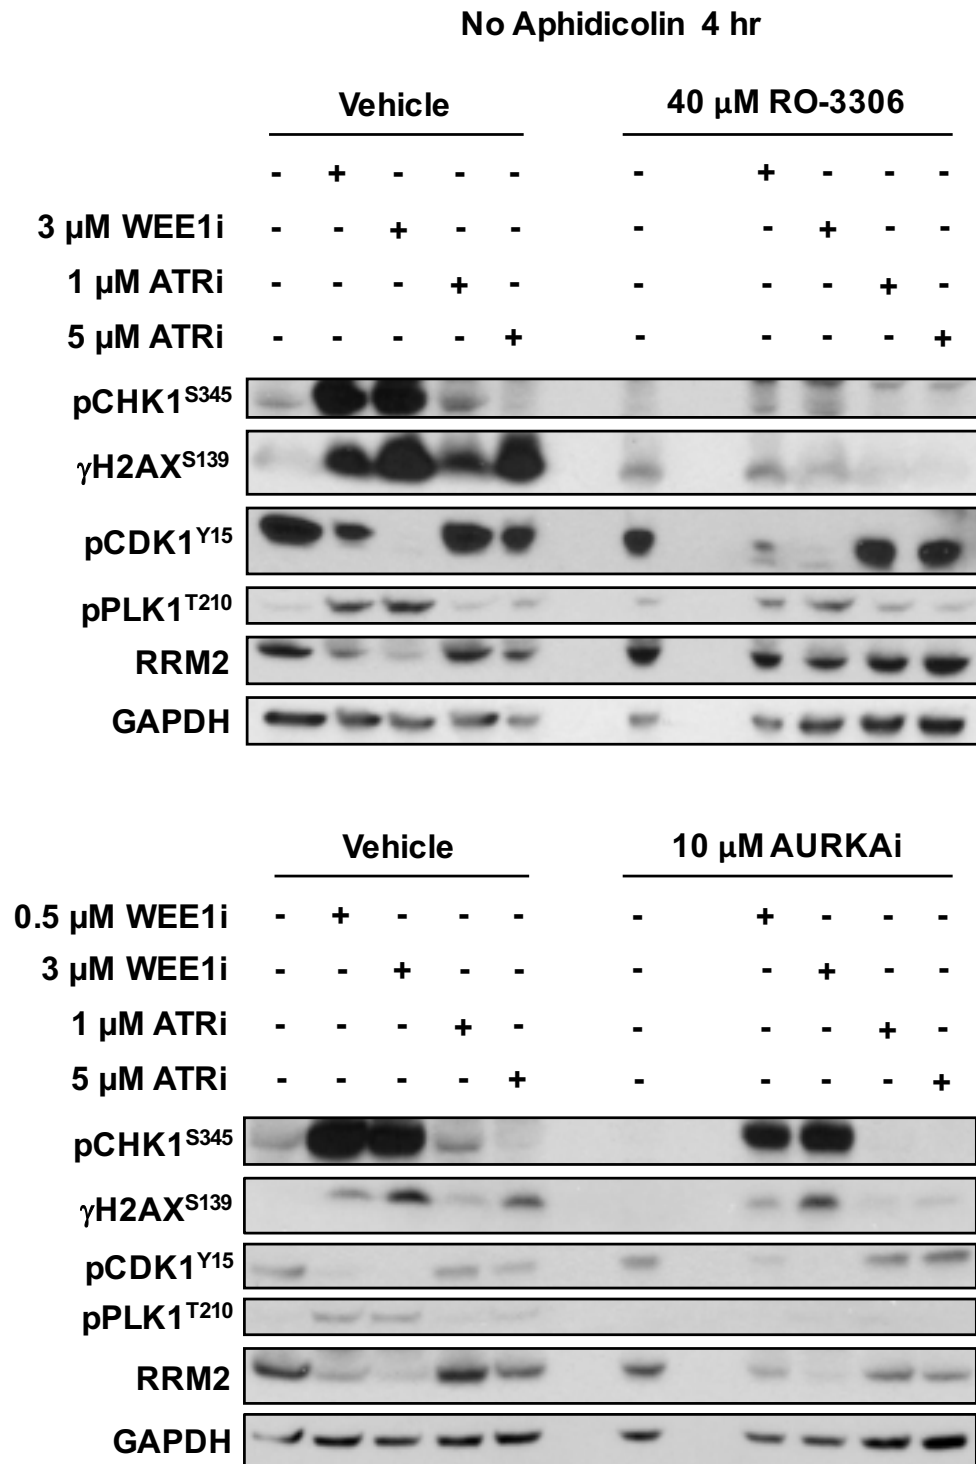 No Aphidicolin 4 hr
Vehicle 40 µM RO-3306
- + - - - - + - - -
3 µM WEE1i - - + - - - - + - -
1 µM ATRi - - - + - - - - + -
5 µM ATRi - - - - + - - - - +
pCHK1S345
γH2AXS139
pCDK1Y15
pPLK1T210
RRM2
GAPDH
Vehicle 10 µM AURKAi
0.5 µM WEE1i - + - - - - + - - -
3 µM WEE1i - - + - - - - + - -
1 µM ATRi - - - + - - - - + -
5 µM ATRi - - - - + - - - - +
pCHK1S345
γH2AXS139
pCDK1Y15
pPLK1T210
RRM2
GAPDH